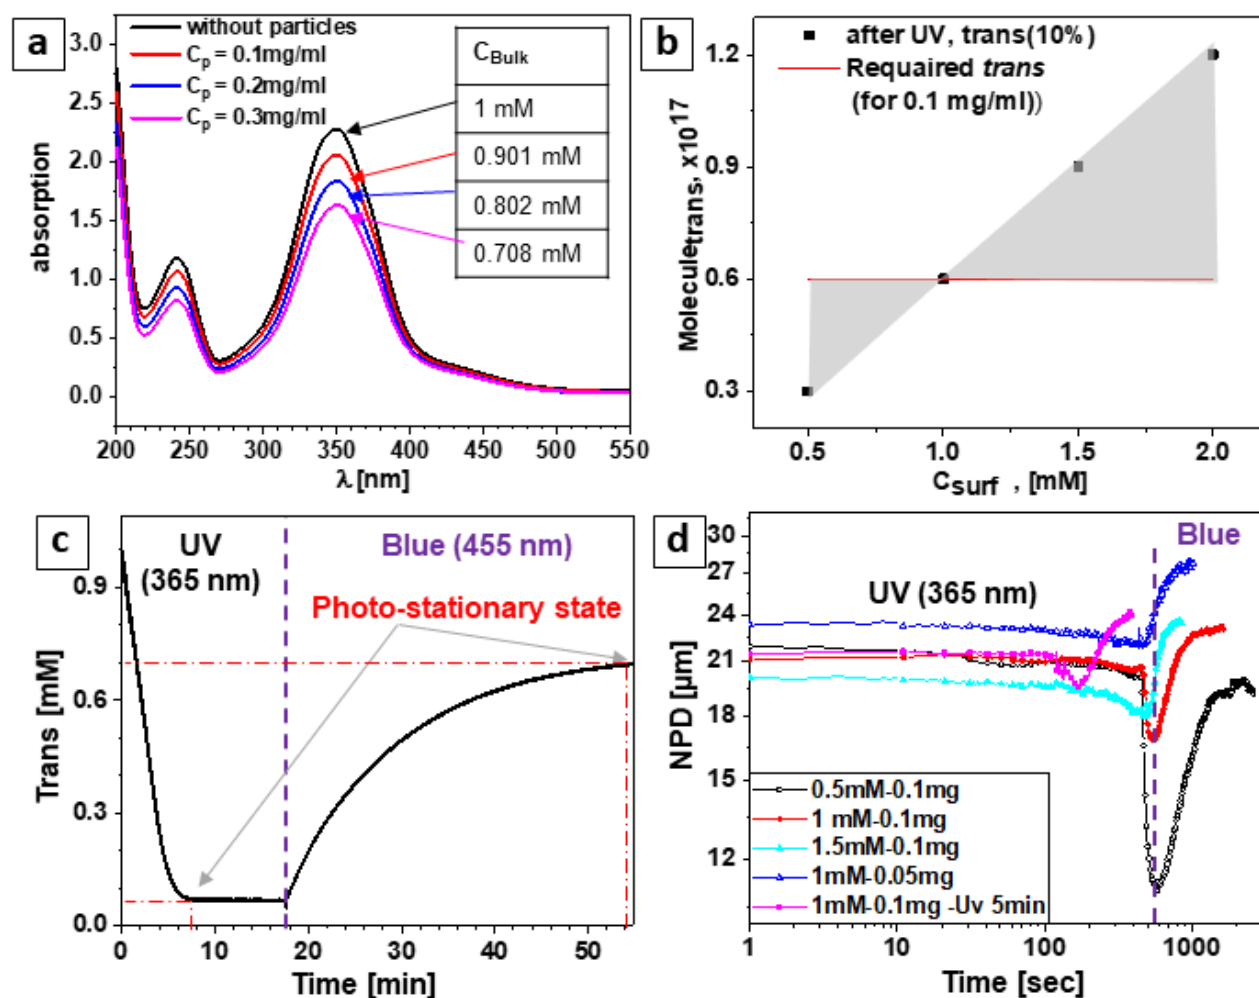 a
without particles
Cp = 0.1mg/ml
Cp = 0.2mg/ml
Cp = 0.3mg/ml
CBulk
1 mM
0.901 mM
0.802 mM
0.708 mM
absorption
3.0
2.5
2.0
1.5
1.0
0.5
0.0
200 250 300 350 400 450 500 550
λ [nm]
b
after UV, trans(10%)
Requaired trans
(for 0.1 mg/ml))
Moleculetrans, x10^17
1.2
0.9
0.6
0.3
0.5 1.0 1.5 2.0
Csurf , [mM]
c
UV
(365 nm)
Blue (455 nm)
Photo-stationary state
Trans [mM]
0.9
0.6
0.3
0.0
0 10 20 30 40 50
Time [min]
d
Blue
UV (365 nm)
NPD [µm]
30
27
24
21
18
15
12
0.5mM-0.1mg
1 mM-0.1mg
1.5mM-0.1mg
1mM-0.05mg
1mM-0.1mg -Uv 5min
1 10 100 1000
Time [sec]